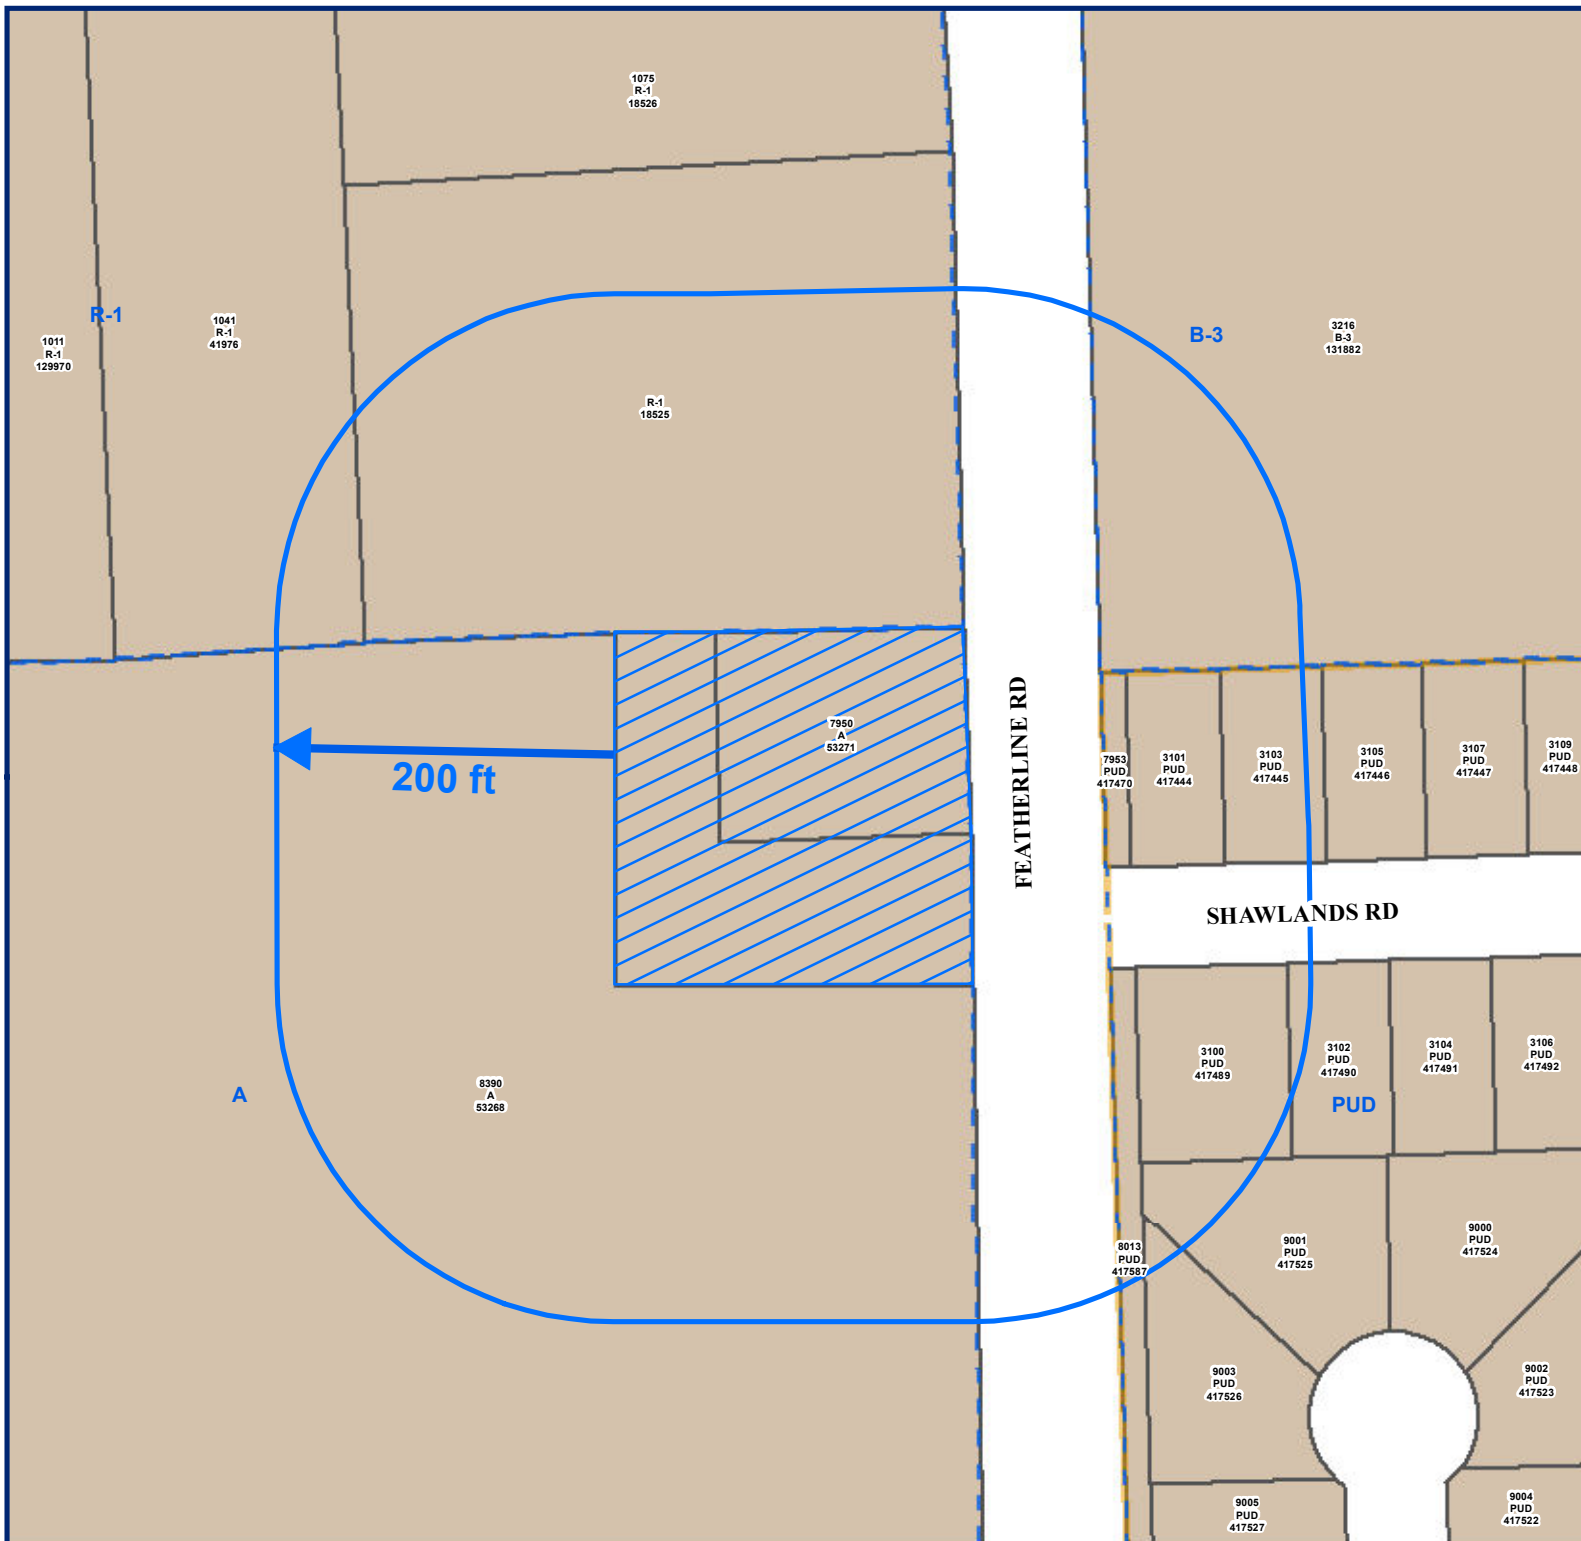 1075
R-1
18526
R-1
1011
R-1
129970
1041
R-1
41976
B-3
3216
B-3
131882
R-1
18525
7950
A
53271
200 ft
FEATHERLINE RD
7953
PUD
417470
3101
PUD
417444
3103
PUD
417445
3105
PUD
417446
3107
PUD
417447
3109
PUD
417448
SHAWLANDS RD
A
8390
A
53268
3100
PUD
417489
3102
PUD
417490
3104
PUD
417491
3106
PUD
417492
PUD
8013
PUD
417587
9001
PUD
417525
9000
PUD
417524
9003
PUD
417526
9002
PUD
417523
9005
PUD
417527
9004
PUD
417522